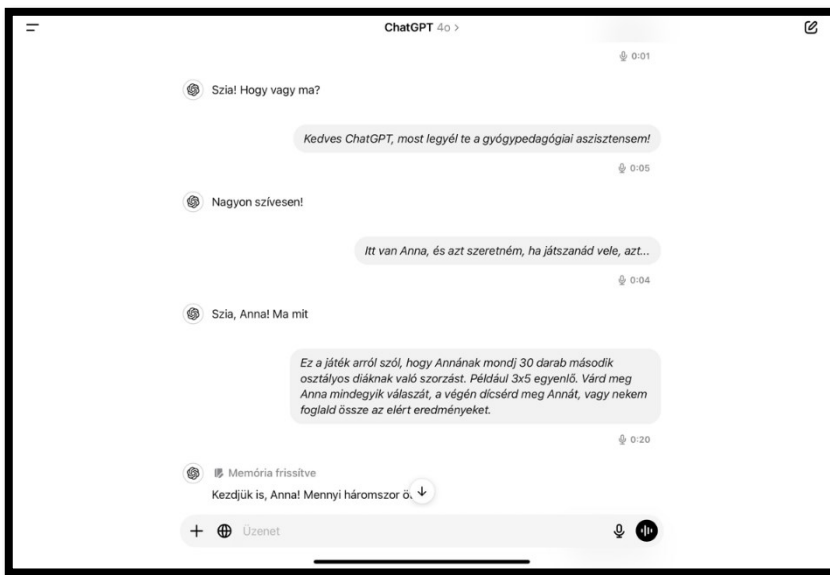 ChatGPT 4o >
0:01
Szia! Hogy vagy ma?
Kedves ChatGPT, most legyél te a gyógypedagógiai aszisztensem!
0:05
Nagyon szívesen!
Itt van Anna, és azt szeretném, ha játszanád vele, azt...
0:04
Szia, Anna! Ma mit
Ez a játék arról szól, hogy Annának mondj 30 darab második
osztályos diáknak való szorzást. Például 3x5 egyenlő. Várd meg
Anna mindegyik válaszát, a végén dícsérd meg Annát, vagy nekem
foglald össze az elért eredményeket.
0:20
Memória frissítve
Kezdjük is, Anna! Mennyi háromszor ö
Üzenet